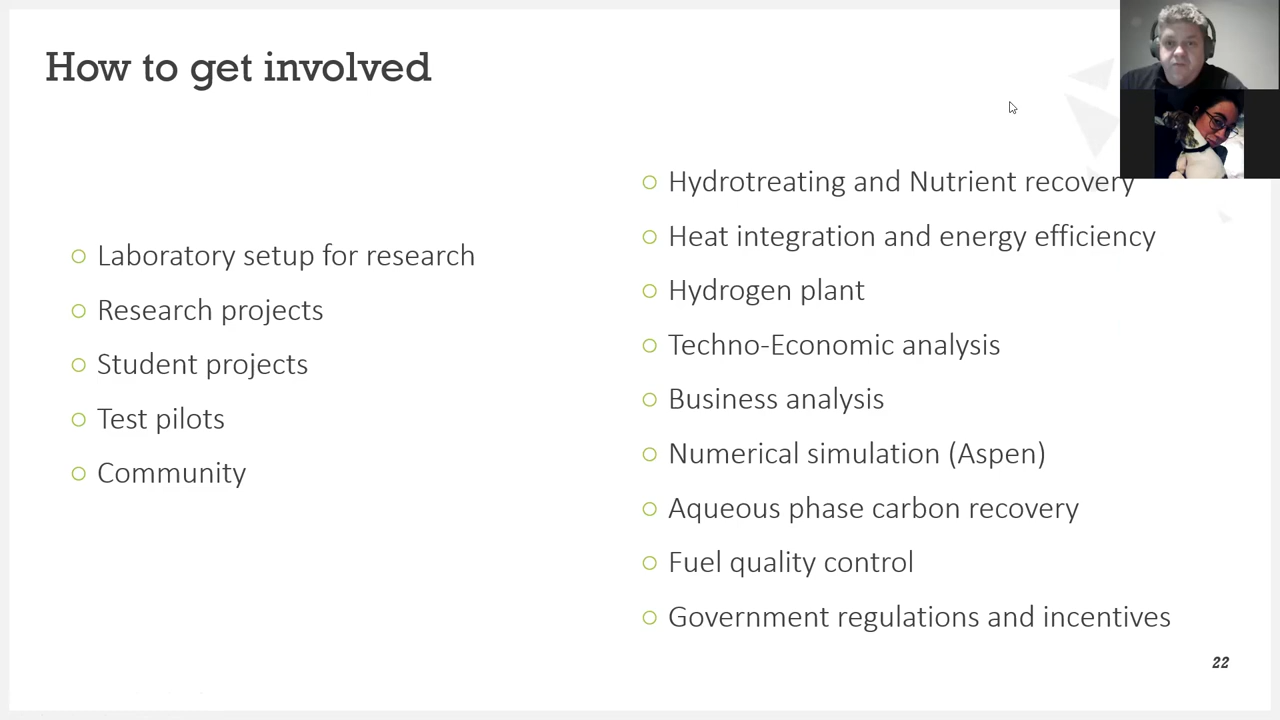 How to get involved
Laboratory setup for research
Research projects
Student projects
Test pilots
Community
Hydrotreating and Nutrient recovery
Heat integration and energy efficiency
Hydrogen plant
Techno-Economic analysis
Business analysis
Numerical simulation (Aspen)
Aqueous phase carbon recovery
Fuel quality control
Government regulations and incentives
22